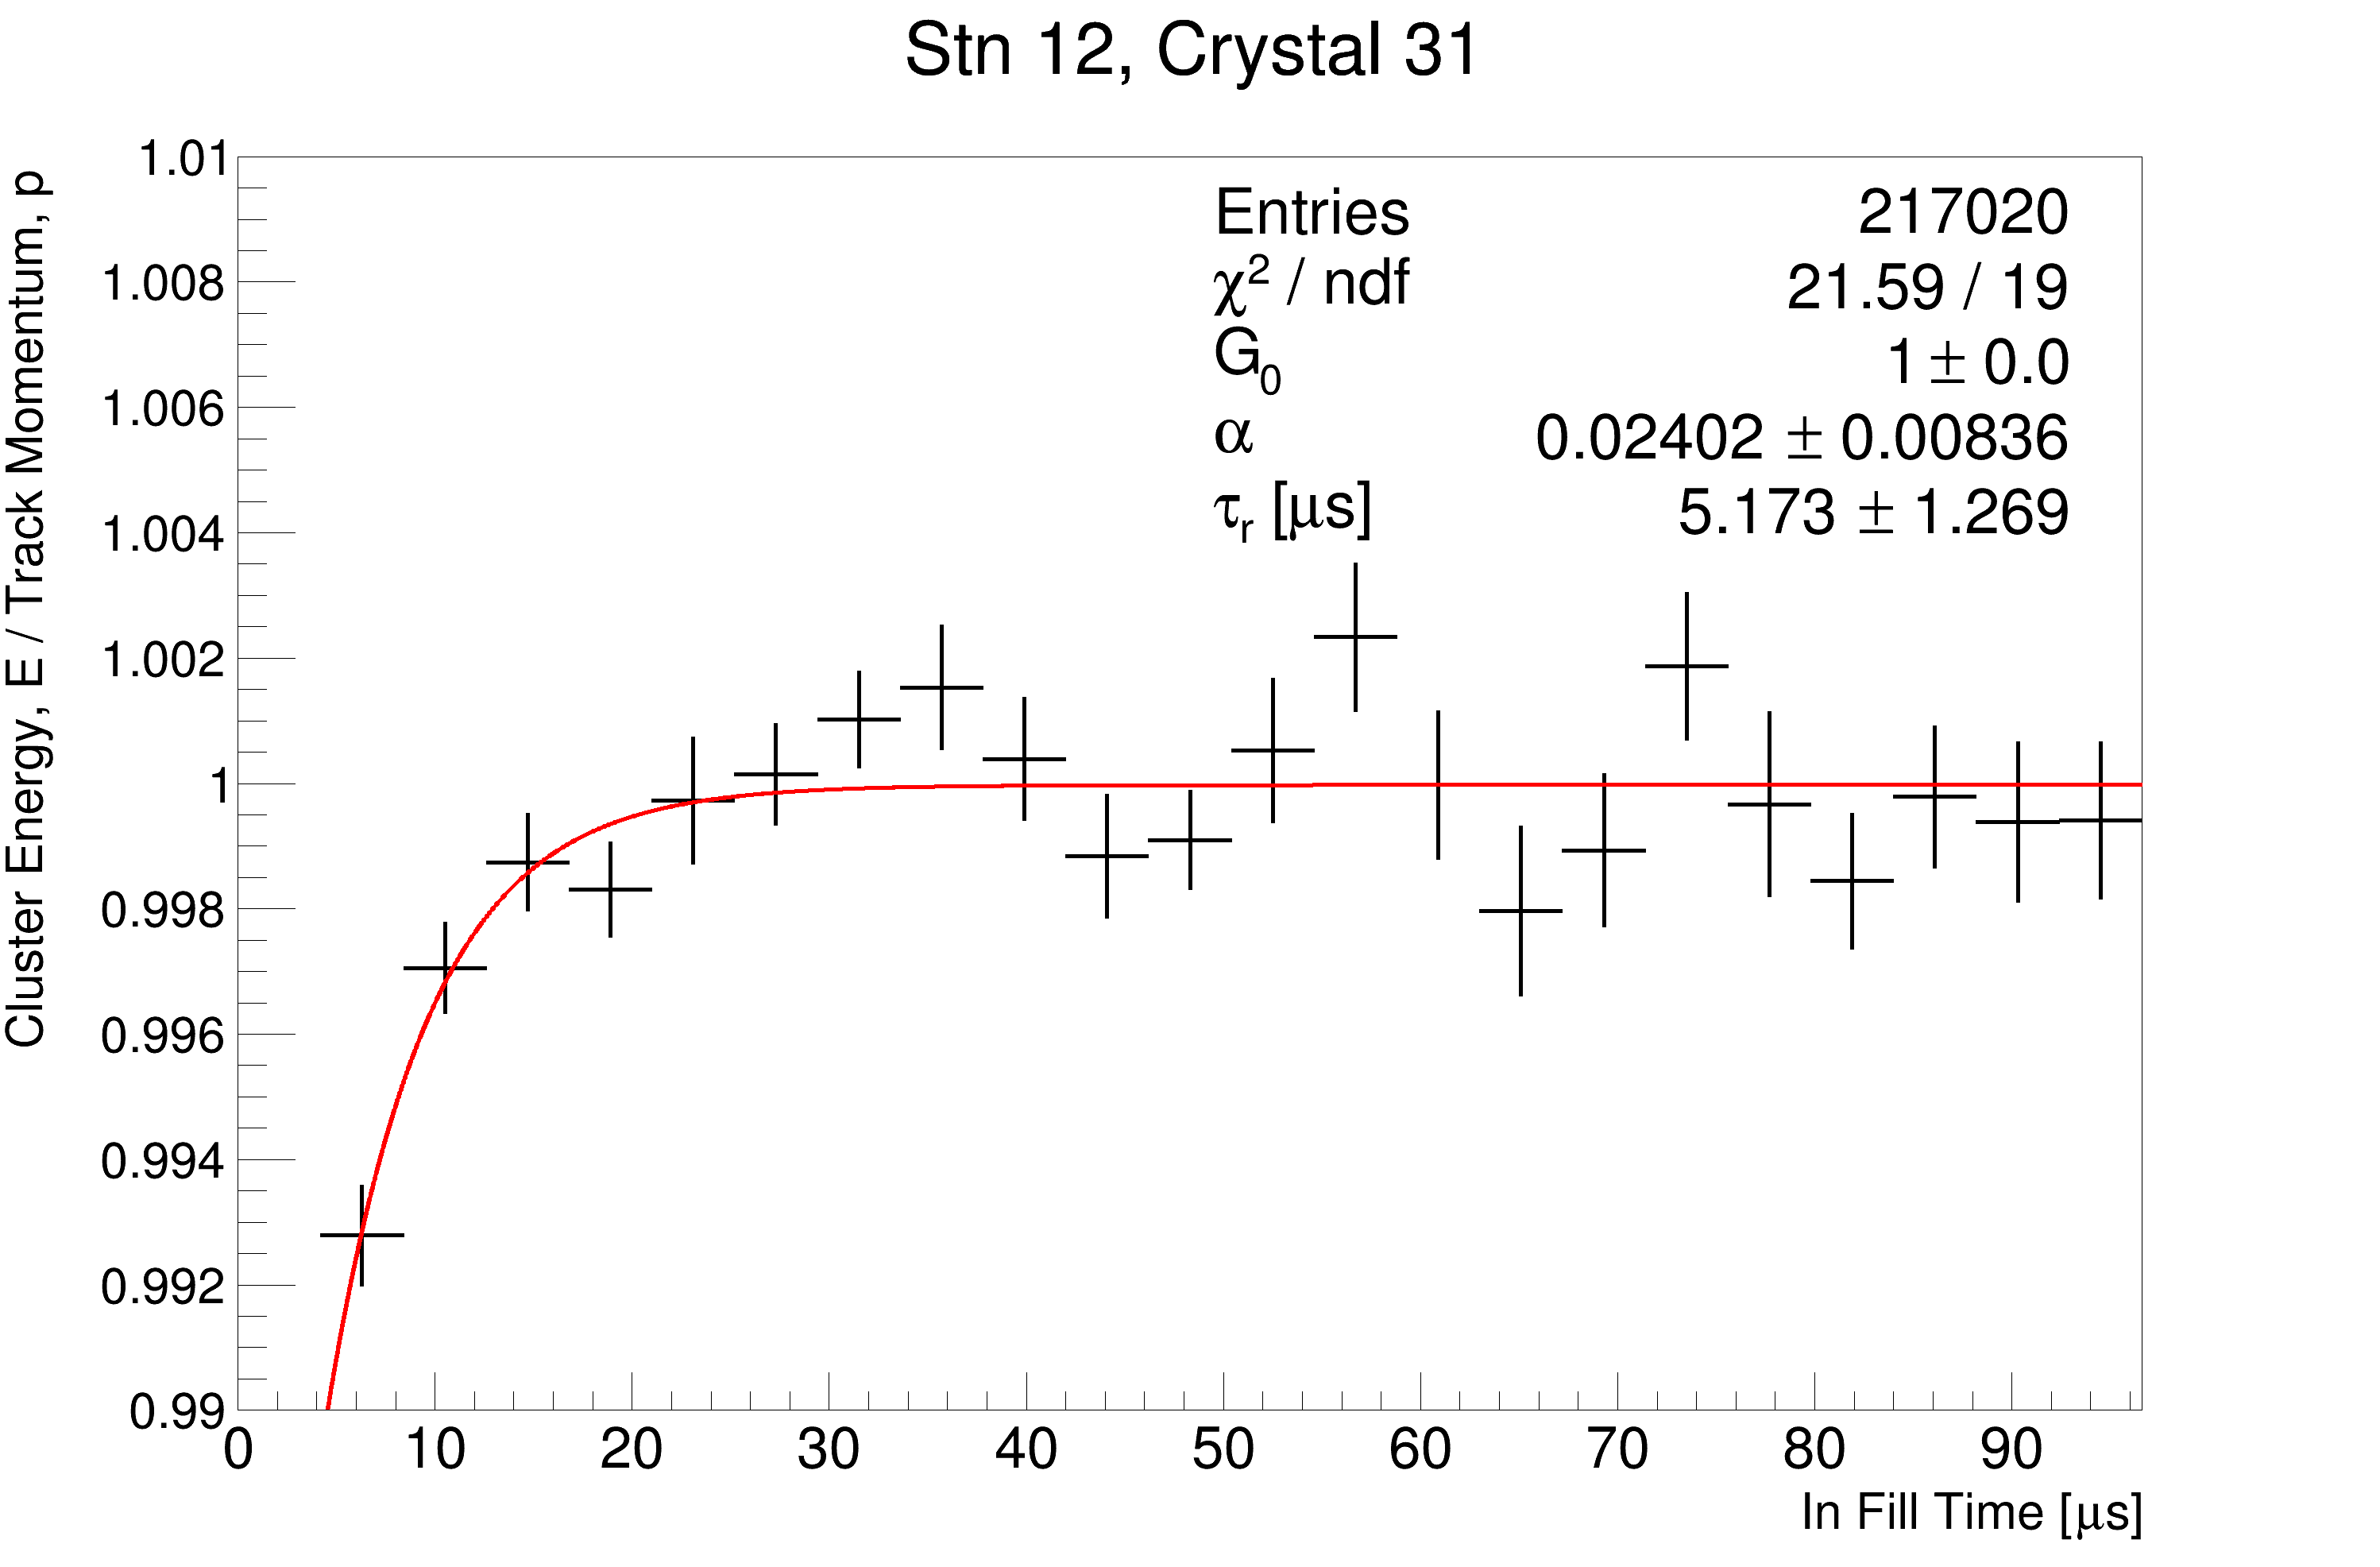 Stn 12, Crystal 31
Cluster Energy, E / Track Momentum, p
1.01
1.008
1.006
1.004
1.002
1
0.998
0.996
0.994
0.992
0.99
Entries 217020
χ² / ndf 21.59 / 19
G₀ 1 ± 0.0
α 0.02402 ± 0.00836
τᵣ [μs] 5.173 ± 1.269
0 10 20 30 40 50 60 70 80 90
In Fill Time [μs]